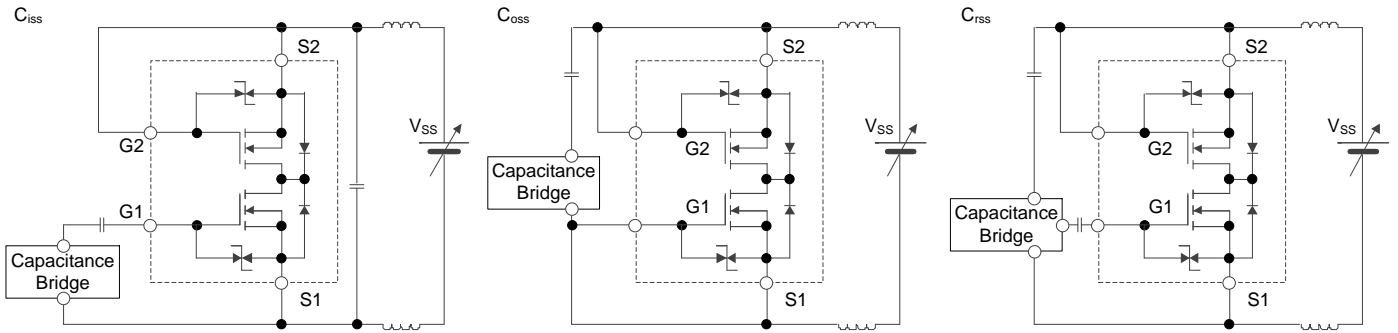 Ciss
S2
G2
G1
S1
VSS
Capacitance
Bridge
Coss
S2
G2
G1
S1
VSS
Capacitance
Bridge
Crss
S2
G2
G1
S1
VSS
Capacitance
Bridge